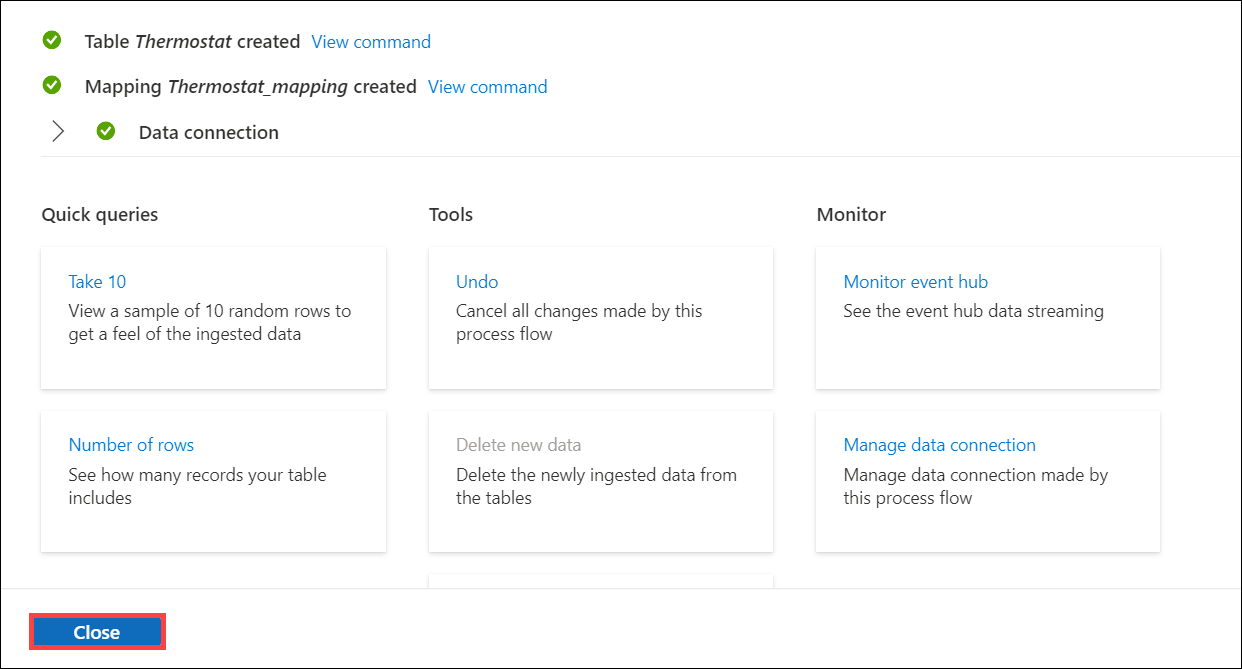 Table Thermostat created View command
Mapping Thermostat_mapping created View command
Data connection
Quick queries
Take 10
View a sample of 10 random rows to
get a feel of the ingested data
Number of rows
See how many records your table
includes
Tools
Undo
Cancel all changes made by this
process flow
Delete new data
Delete the newly ingested data from
the tables
Monitor
Monitor event hub
See the event hub data streaming
Manage data connection
Manage data connection made by
this process flow
Close